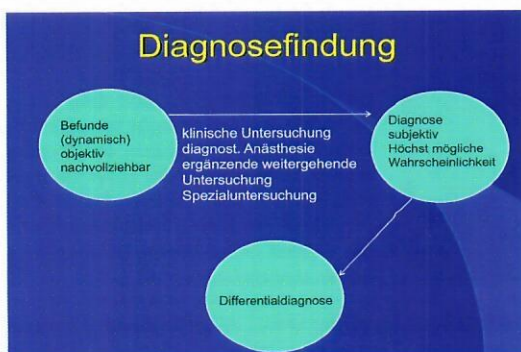 Diagnosefindung
Befunde
(dynamisch)
objektiv
nachvollziehbar
klinische Untersuchung
diagnost. Anästhesie
ergänzende weitergehende
Untersuchung
Spezialuntersuchung
Diagnose
subjektiv
Höchst mögliche
Wahrscheinlichkeit
Differentialdiagnose